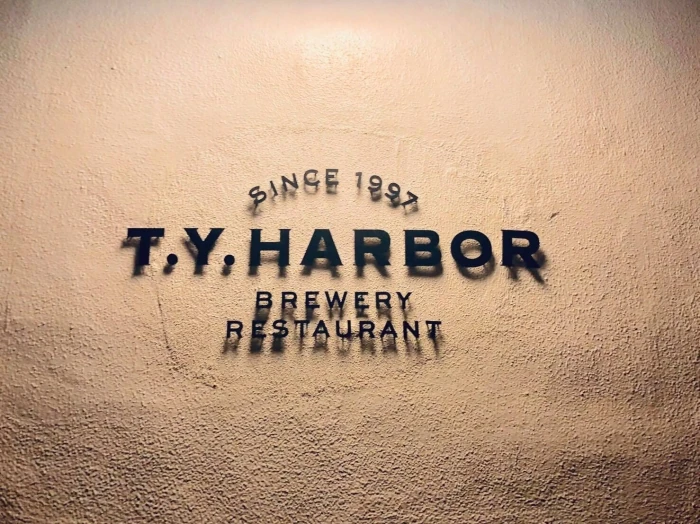 SINCE 1997
T.Y.HARBOR
BREWERY
RESTAURANT